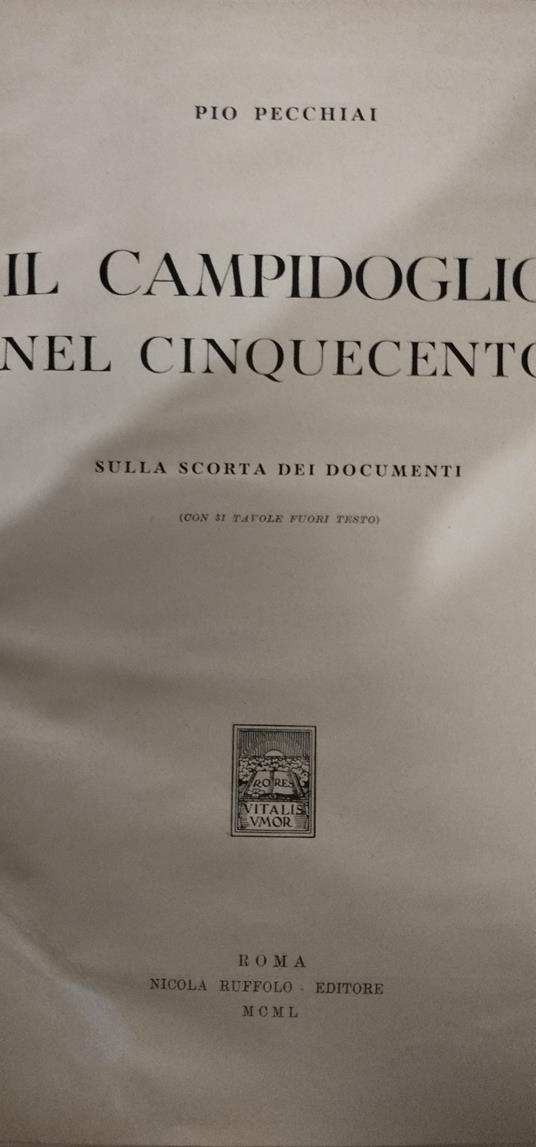 PIO PECCHIAI
IL CAMPIDOGLIO
NEL CINQUECENTO
SULLA SCORTA DEI DOCUMENTI
(CON 31 TAVOLE FUORI TESTO)
RORES
VITALIS
VMOR
ROMA
NICOLA RUFFOLO - EDITORE
MCML